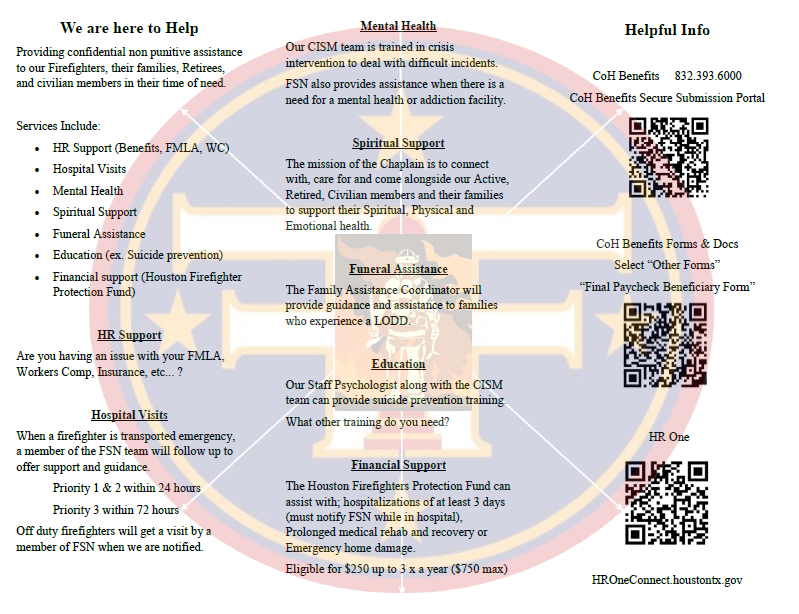 We are here to Help
Providing confidential non punitive assistance
to our Firefighters, their families, Retirees,
and civilian members in their time of need.
Services Include:
• HR Support (Benefits, FMLA, WC)
• Hospital Visits
• Mental Health
• Spiritual Support
• Funeral Assistance
• Education (ex. Suicide prevention)
• Financial support (Houston Firefighter
Protection Fund)
HR Support
Are you having an issue with your FMLA,
Workers Comp, Insurance, etc... ?
Hospital Visits
When a firefighter is transported emergency,
a member of the FSN team will follow up to
offer support and guidance.
Priority 1 & 2 within 24 hours
Priority 3 within 72 hours
Off duty firefighters will get a visit by a
member of FSN when we are notified.
Mental Health
Our CISM team is trained in crisis
intervention to deal with difficult incidents.
FSN also provides assistance when there is a
need for a mental health or addiction facility.
Spiritual Support
The mission of the Chaplain is to connect
with, care for and come alongside our Active,
Retired, Civilian members and their families
to support their Spiritual, Physical and
Emotional health.
Funeral Assistance
The Family Assistance Coordinator will
provide guidance and assistance to families
who experience a LODD.
Education
Our Staff Psychologist along with the CISM
team can provide suicide prevention training.
What other training do you need?
Financial Support
The Houston Firefighters Protection Fund can
assist with; hospitalizations of at least 3 days
(must notify FSN while in hospital),
Prolonged medical rehab and recovery or
Emergency home damage.
Eligible for $250 up to 3 x a year ($750 max)
Helpful Info
CoH Benefits 832.393.6000
CoH Benefits Secure Submission Portal
CoH Benefits Forms & Docs
Select “Other Forms”
“Final Paycheck Beneficiary Form”
HR One
HROneConnect.houstontx.gov